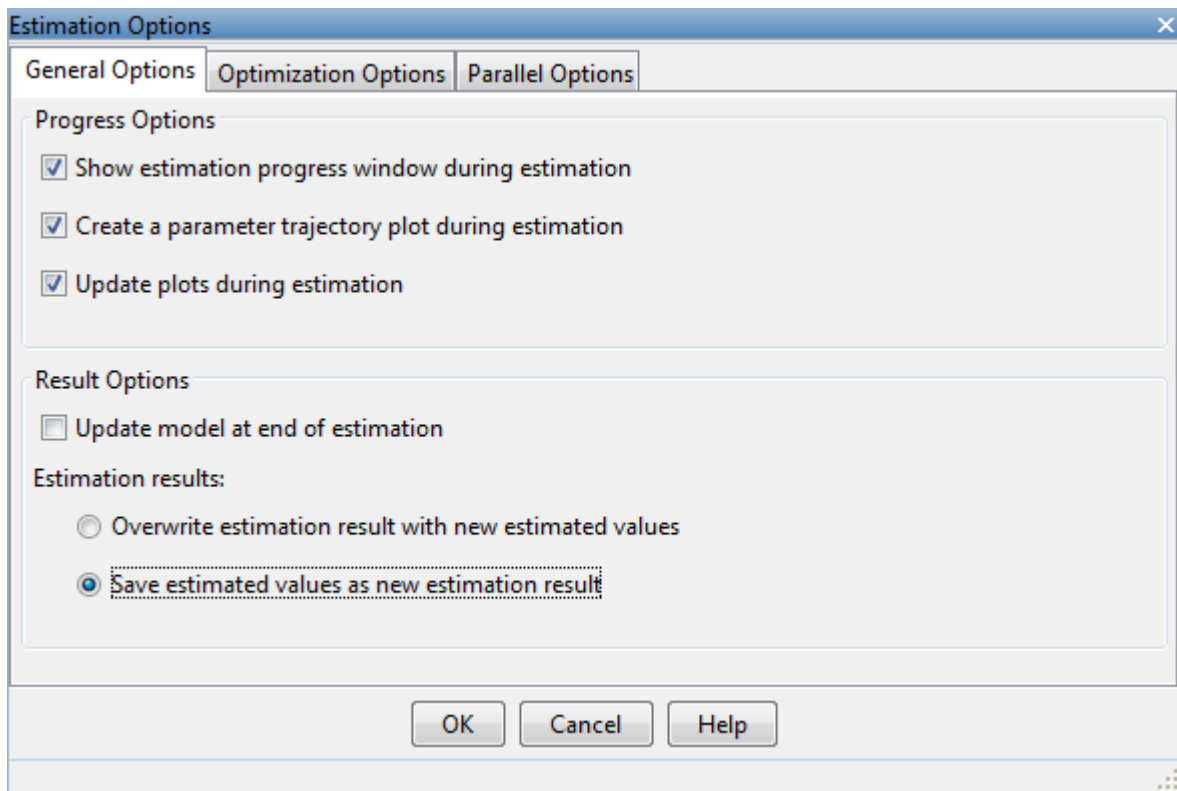 Estimation Options
General Options
Optimization Options
Parallel Options
Progress Options
Show estimation progress window during estimation
Create a parameter trajectory plot during estimation
Update plots during estimation
Result Options
Update model at end of estimation
Estimation results:
Overwrite estimation result with new estimated values
Save estimated values as new estimation result
OK
Cancel
Help